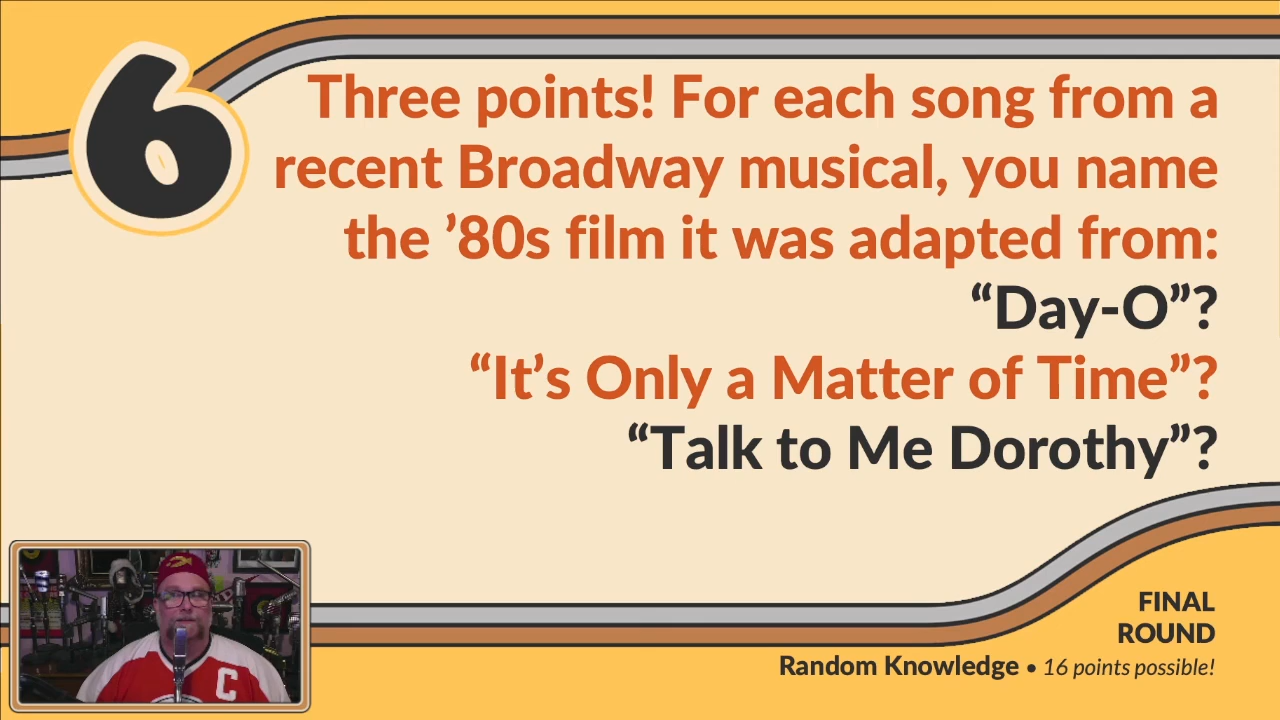 6
Three points! For each song from a
recent Broadway musical, you name
the ’80s film it was adapted from:
“Day-O”?
“It’s Only a Matter of Time”?
“Talk to Me Dorothy”?
C
FINAL
ROUND
Random Knowledge • 16 points possible!